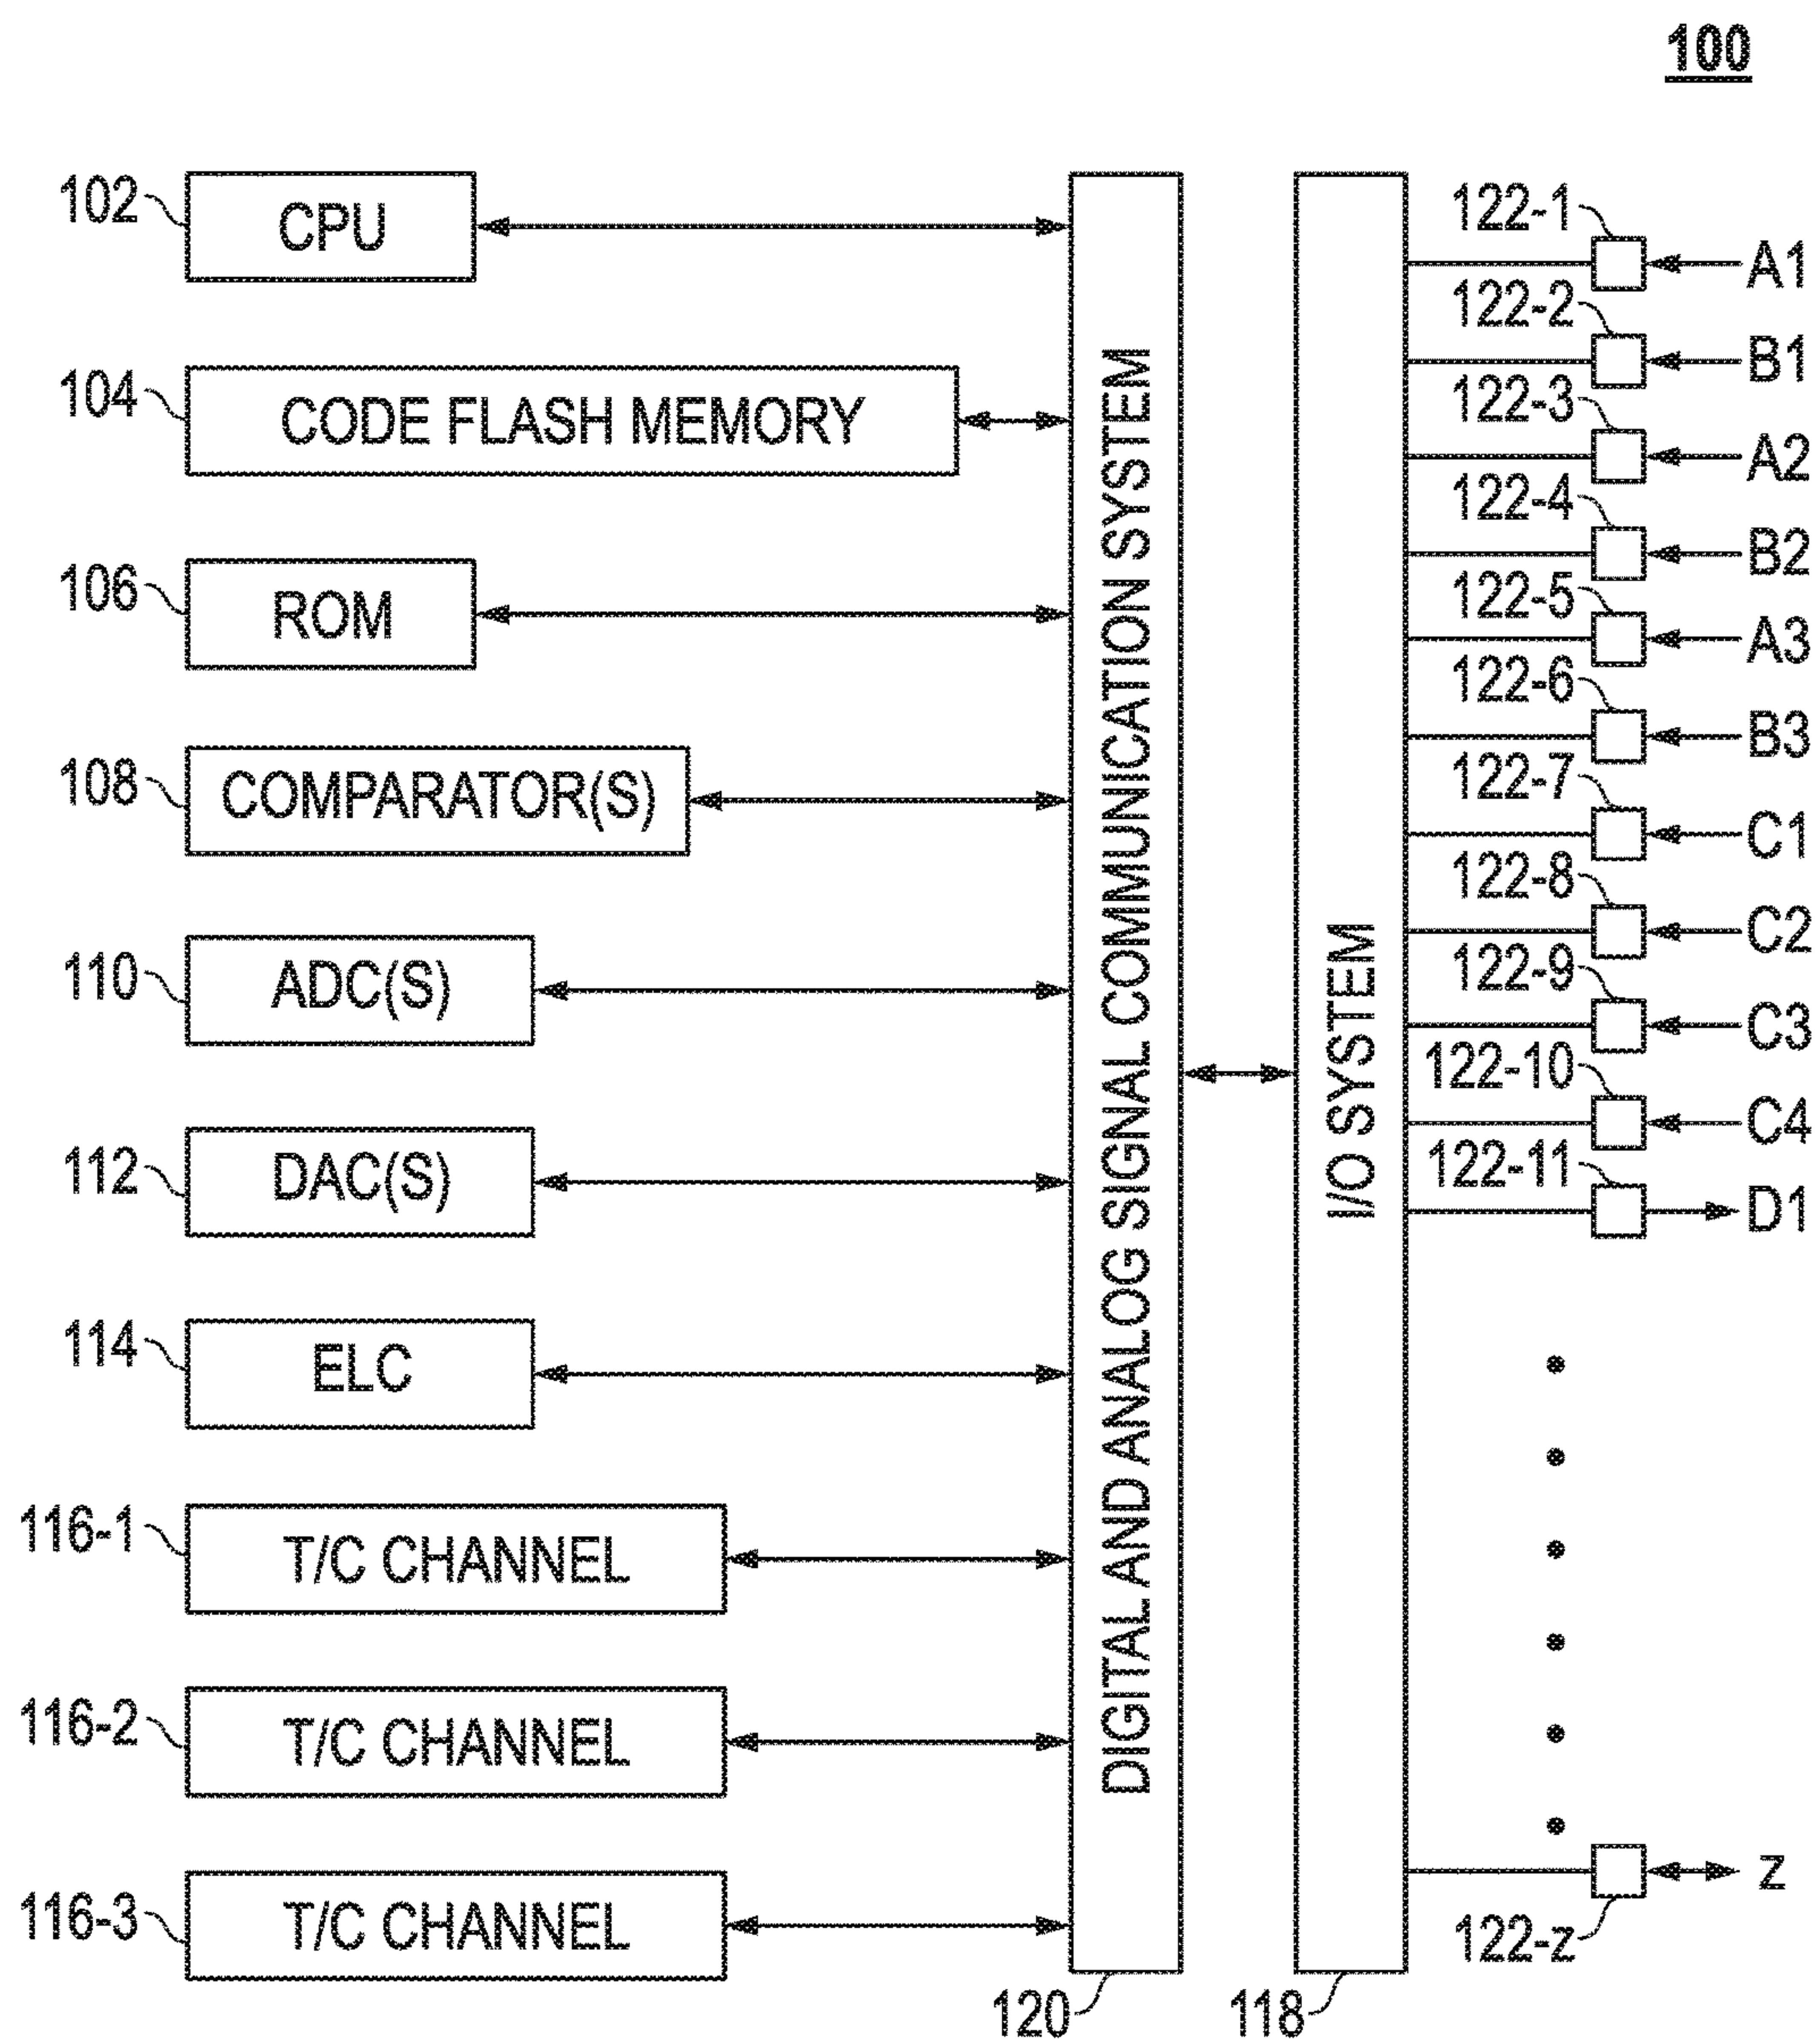 100
102
CPU
104
CODE FLASH MEMORY
106
ROM
108
COMPARATOR(S)
110
ADC(S)
112
DAC(S)
114
ELC
116-1
T/C CHANNEL
116-2
T/C CHANNEL
116-3
T/C CHANNEL
DIGITAL AND ANALOG SIGNAL COMMUNICATION SYSTEM
120
I/O SYSTEM
118
122-1
A1
122-2
B1
122-3
A2
122-4
B2
122-5
A3
122-6
B3
122-7
C1
122-8
C2
122-9
C3
122-10
C4
122-11
D1
z
122-z